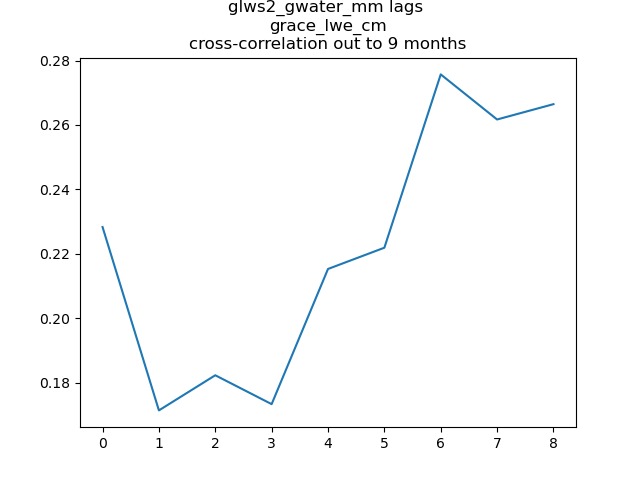 glws2_gwater_mm lags
grace_lwe_cm
cross-correlation out to 9 months
0.28
0.26
0.24
0.22
0.20
0.18
0 1 2 3 4 5 6 7 8